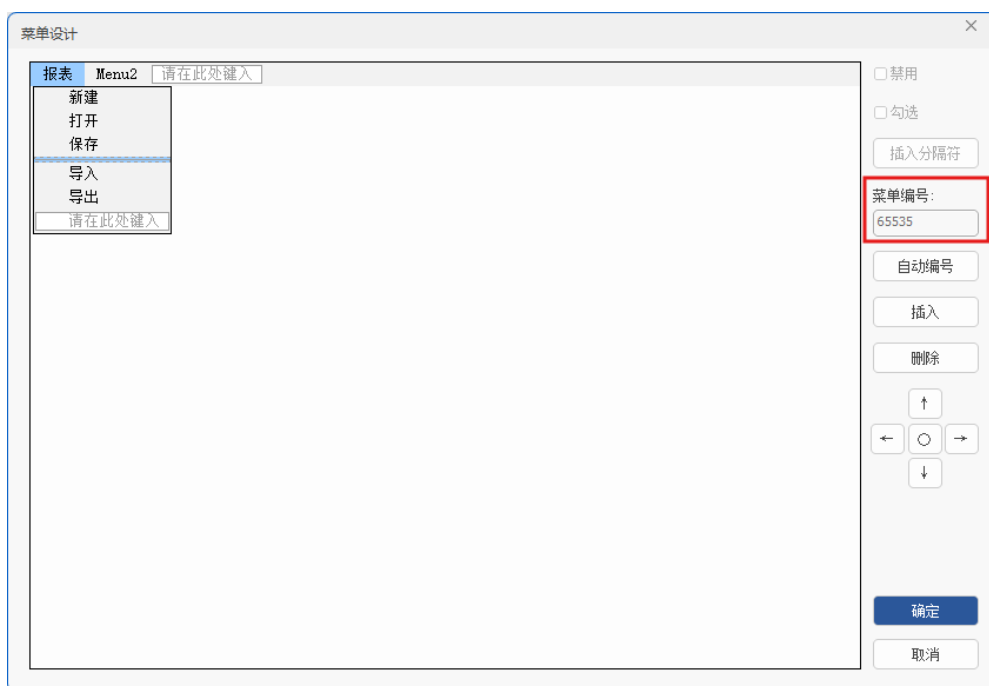 菜单设计
报表 Menu2 请在此处键入
新建
打开
保存
导入
导出
请在此处键入
禁用
勾选
插入分隔符
菜单编号:
65535
自动编号
插入
删除
确定
取消